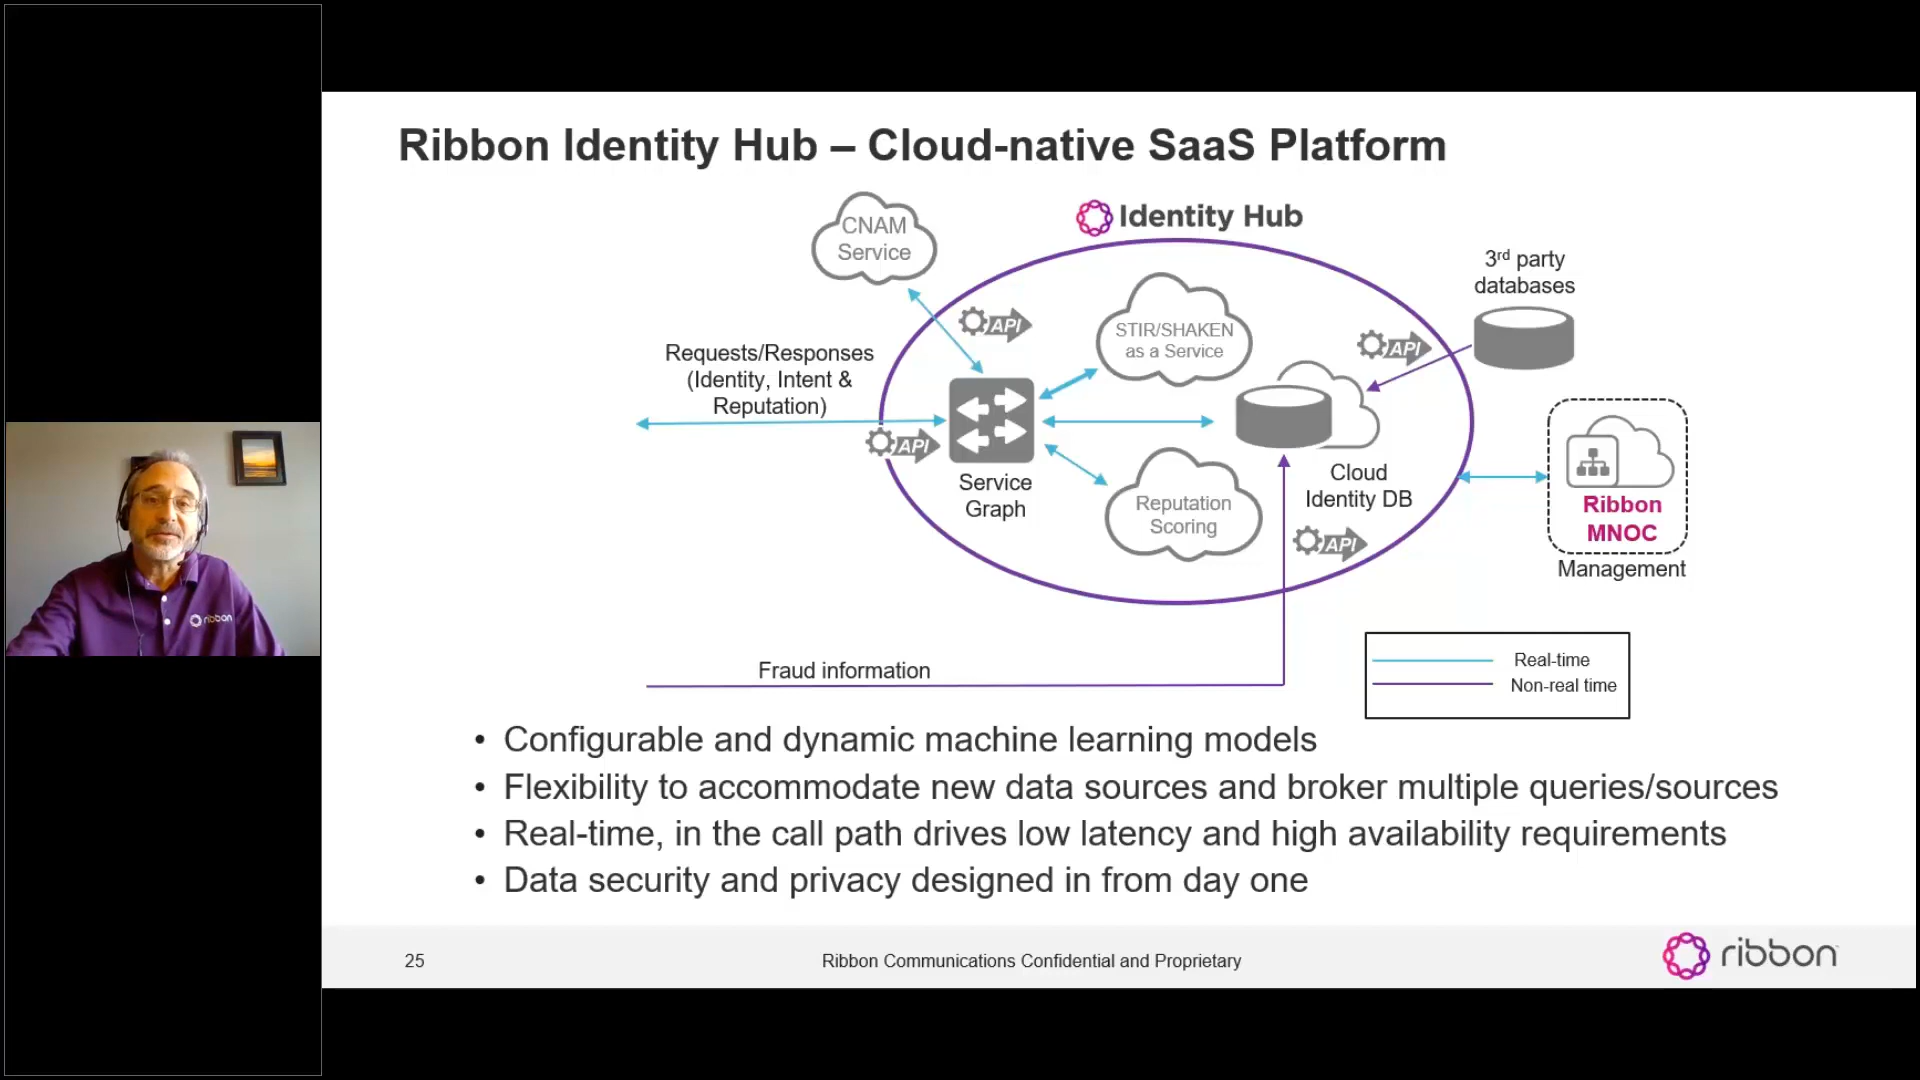 Ribbon Identity Hub – Cloud-native SaaS Platform
CNAM
Service
Identity Hub
3rd party
databases
API
STIR/SHAKEN
as a Service
API
Requests/Responses
(Identity, Intent &
Reputation)
API
Service
Graph
Cloud
Identity DB
Reputation
Scoring
API
Ribbon
MNOC
Management
ribbon
Fraud information
Real-time
Non-real time
• Configurable and dynamic machine learning models
• Flexibility to accommodate new data sources and broker multiple queries/sources
• Real-time, in the call path drives low latency and high availability requirements
• Data security and privacy designed in from day one
25
Ribbon Communications Confidential and Proprietary
ribbon